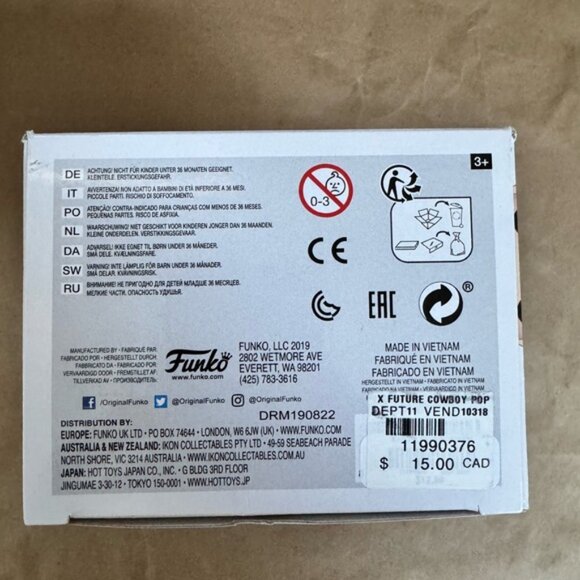 3+
DE ACHTUNG! NICHT FÜR KINDER UNTER 36 MONATEN GEEIGNET.
KLEINTEILE. ERSTICKUNGSGEFAHR.
IT AVVERTENZA! NON ADATTO A BAMBINI DI ETÀ INFERIORE A 36 MESI.
PICCOLE PARTI. RISCHIO DI SOFFOCAMENTO.
PO ATENÇÃO! CONTRA-INDICADO PARA CRIANÇAS COM MENOS DE 36 MESES.
PEQUENAS PARTES. RISCO DE ASFIXIA.
NL WAARSCHUWING! NIET GESCHIKT VOOR KINDEREN JONGER DAN 36 MAANDEN.
KLEINE ONDERDELEN. VERSTIKKINGSGEVAAR.
DA ADVARSEL! IKKE EGNET TIL BØRN UNDER 36 MÅNEDER.
SMÅ DELE. KVÆLNINGSFARE.
SW VARNING! INTE LÄMPLIG FÖR BARN UNDER 36 MÅNADER.
SMÅ DELAR. KVÄVNINGSRISK.
RU ВНИМАНИЕ! НЕ ПРИГОДНО ДЛЯ ДЕТЕЙ МЛАДШЕ 36 МЕСЯЦЕВ.
МЕЛКИЕ ЧАСТИ. ОПАСНОСТЬ УДУШЬЯ.
0-3
CE
EAC
®
MANUFACTURED BY • FABRIQUÉ PAR
FABRICADO POR • HERGESTELLT DURCH
FABBRICATO DA • FABRICADO POR
VERVAARDIGD DOOR • FREMSTILLET AF
TILLVERKAD AV •
Funko
www.funko.com
FUNKO, LLC 2019
2802 WETMORE AVE
EVERETT, WA 98201
(425) 783-3616
MADE IN VIETNAM
FABRIQUÉ EN VIETNAM
FABRICADO EN VIETNAM
HERGESTELLT IN VIETNAM
/OriginalFunko @OriginalFunko @OriginalFunko
DRM190822
DISTRIBUTION BY:
EUROPE: FUNKO UK LTD • PO BOX 74644 • LONDON, W6 6JW (UK) • WWW.FUNKO.COM
AUSTRALIA & NEW ZEALAND: IKON COLLECTABLES PTY LTD • 49-59 SEABEACH PARADE
NORTH SHORE, VIC 3214 AUSTRALIA • WWW.IKONCOLLECTABLES.COM.AU
JAPAN: HOT TOYS JAPAN CO., INC. • G BLDG 3RD FLOOR
JINGUMAE 3-30-12 • TOKYO 150-0001 • WWW.HOTTOYS.JP
X FUTURE COWBOY POP
DEPT11 VEND10318
11990376
$ 15.00 CAD